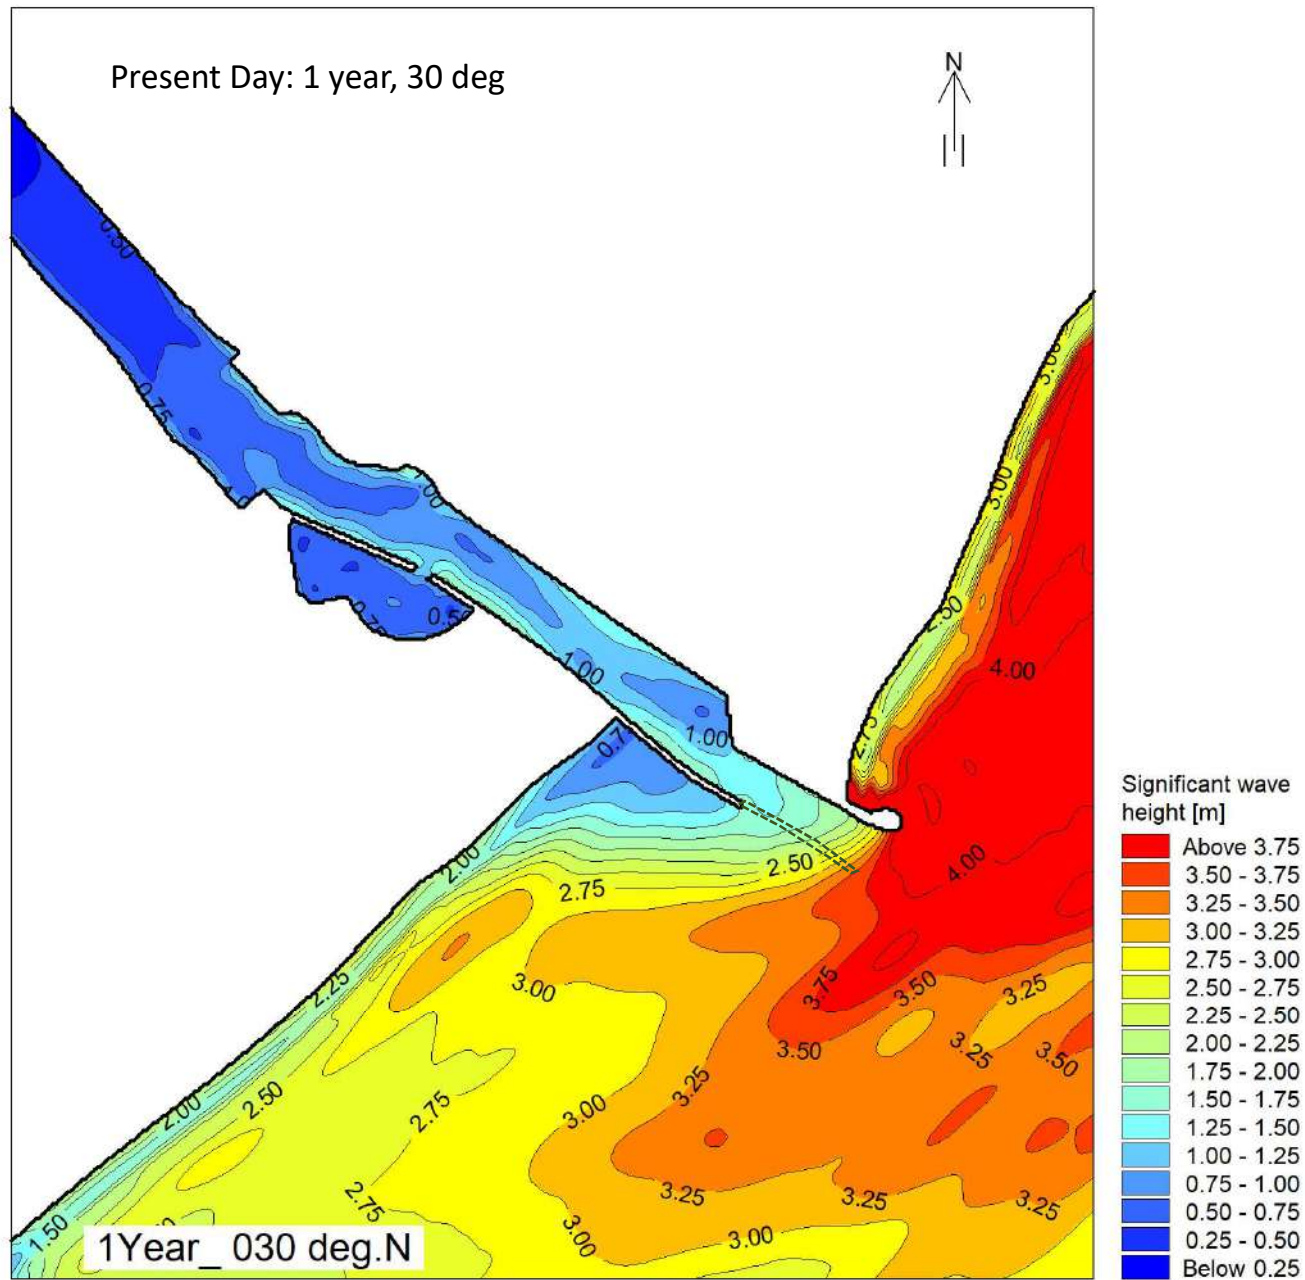 Present Day: 1 year, 30 deg
N
0.50
3.00
0.75
3.00
1.00
1.00
2.50
0.75
0.50
1.00
4.00
0.7
1.00
2.75
2.00
2.50
4.00
2.75
2.25
3.00
3.75
3.50
3.25
3.50
3.25
3.50
2.00
2.50
2.75
3.00
3.25
2.75
3.25
3.25
3.25
1.50
3.00
3.00
1Year_ 030 deg.N
Significant wave
height [m]
Above 3.75
3.50 - 3.75
3.25 - 3.50
3.00 - 3.25
2.75 - 3.00
2.50 - 2.75
2.25 - 2.50
2.00 - 2.25
1.75 - 2.00
1.50 - 1.75
1.25 - 1.50
1.00 - 1.25
0.75 - 1.00
0.50 - 0.75
0.25 - 0.50
Below 0.25